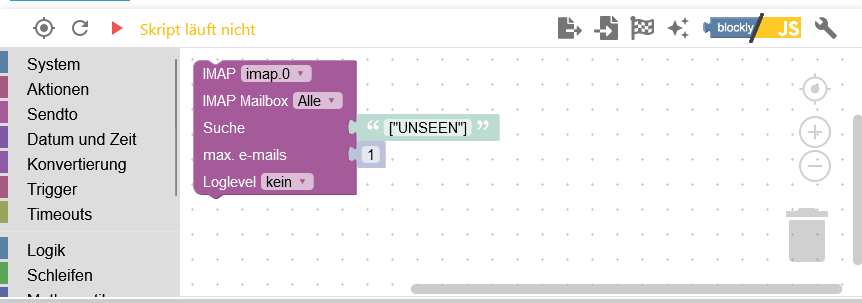 Skript läuft nicht
blockly JS
System
Aktionen
Sendto
Datum und Zeit
Konvertierung
Trigger
Timeouts
Logik
Schleifen
IMAP imap.0
IMAP Mailbox Alle
Suche “ ["UNSEEN"] ”
max. e-mails 1
Loglevel kein